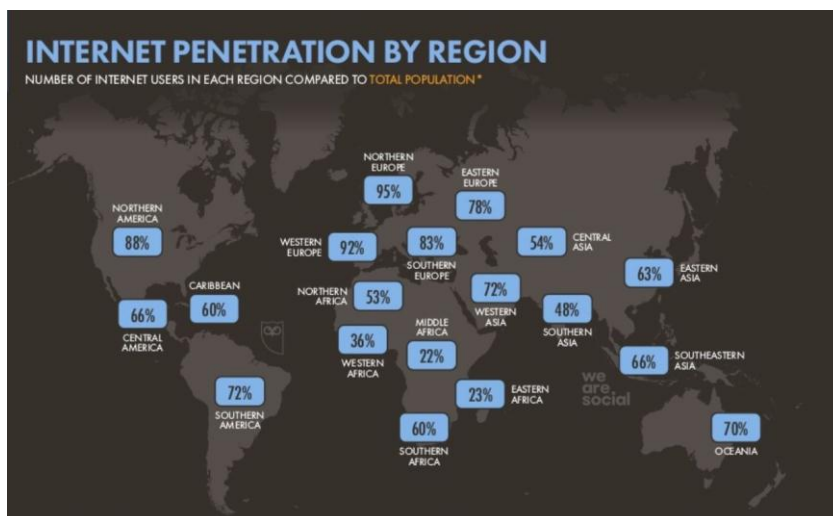 INTERNET PENETRATION BY REGION
NUMBER OF INTERNET USERS IN EACH REGION COMPARED TO TOTAL POPULATION*
NORTHERN
EUROPE
95%
EASTERN
EUROPE
78%
NORTHERN
AMERICA
88%
WESTERN
EUROPE
92%
83%
SOUTHERN
EUROPE
54%
CENTRAL
ASIA
63%
EASTERN
ASIA
CARIBBEAN
60%
66%
CENTRAL
AMERICA
NORTHERN
AFRICA
53%
72%
WESTERN
ASIA
48%
SOUTHERN
ASIA
36%
WESTERN
AFRICA
MIDDLE
AFRICA
22%
66%
SOUTHEASTERN
ASIA
72%
SOUTHERN
AMERICA
23%
EASTERN
AFRICA
we
are.
social
60%
SOUTHERN
AFRICA
70%
OCEANIA